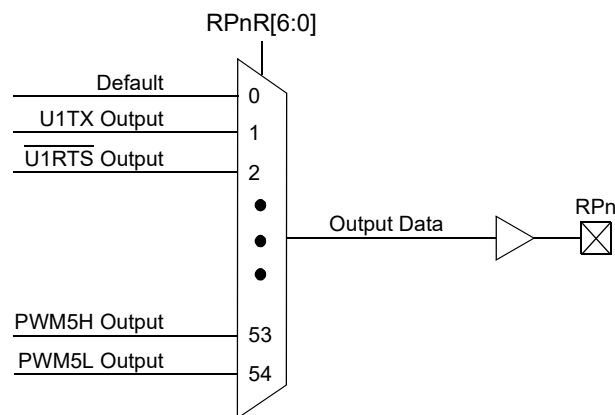 RPnR[6:0]
Default
0
U1TX Output
1
U1RTS Output
2
Output Data
RPn
PWM5H Output
53
PWM5L Output
54